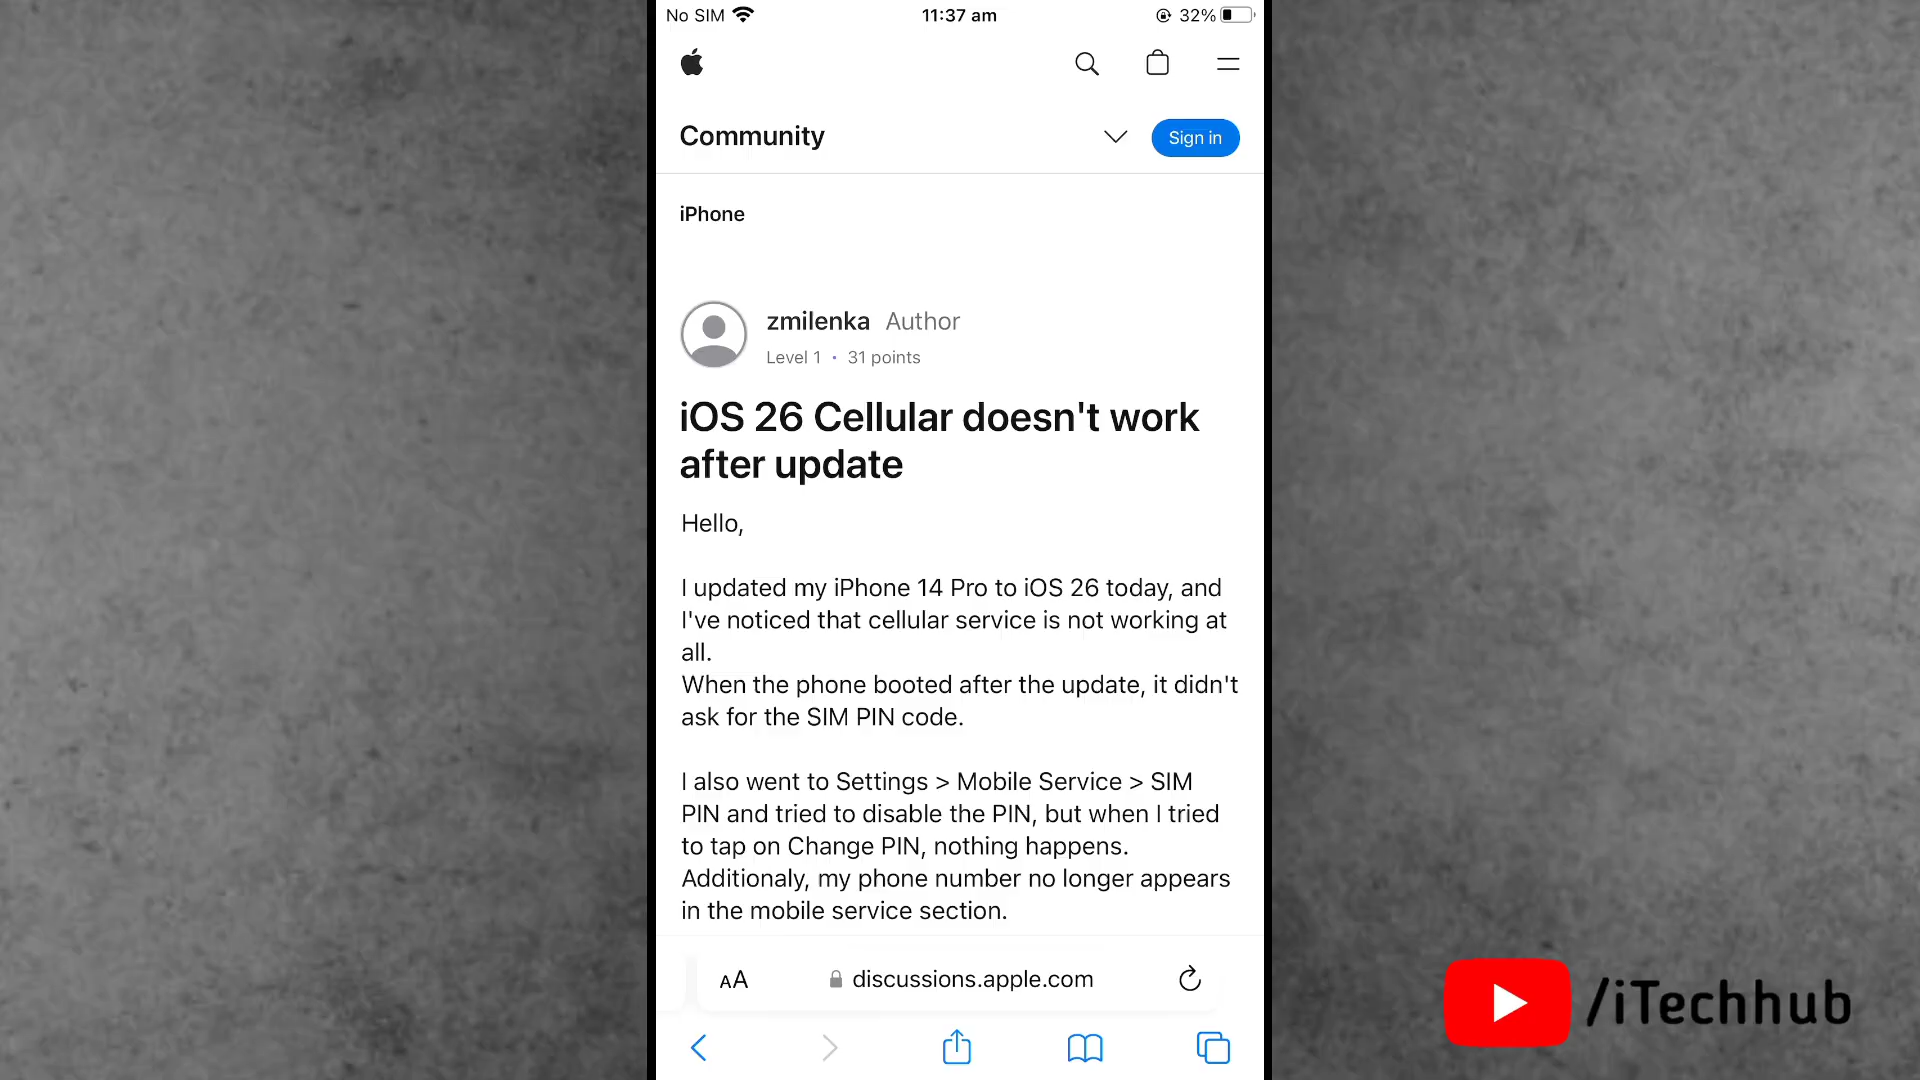 No SIM 11:37 am 32%
Community Sign in
iPhone
zmilenka Author
Level 1 • 31 points
iOS 26 Cellular doesn't work
after update
Hello,
I updated my iPhone 14 Pro to iOS 26 today, and
I've noticed that cellular service is not working at
all.
When the phone booted after the update, it didn't
ask for the SIM PIN code.
I also went to Settings > Mobile Service > SIM
PIN and tried to disable the PIN, but when I tried
to tap on Change PIN, nothing happens.
Additionaly, my phone number no longer appears
in the mobile service section.
AA discussions.apple.com
/iTechhub